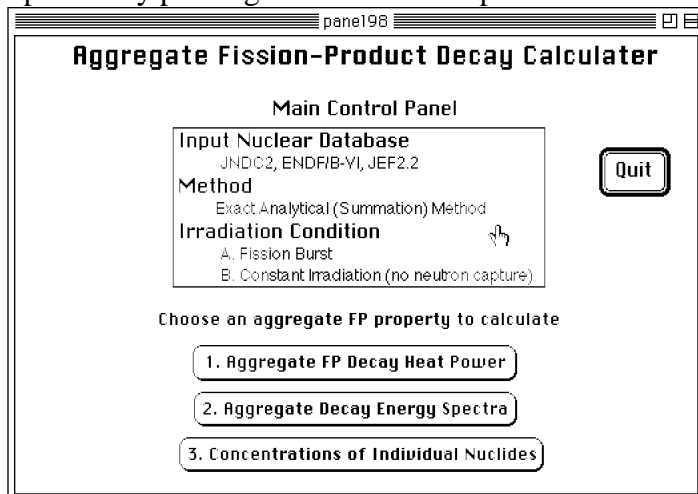 panel98
Aggregate Fission-Product Decay Calculater
Main Control Panel
Input Nuclear Database
JNDC2, ENDF/B-VI, JEF2.2
Method
Exact Analytical (Summation) Method
Irradiation Condition
A. Fission Burst
B. Constant Irradiation (no neutron capture)
Quit
Choose an aggregate FP property to calculate
1. Aggregate FP Decay Heat Power
2. Aggregate Decay Energy Spectra
3. Concentrations of Individual Nuclides